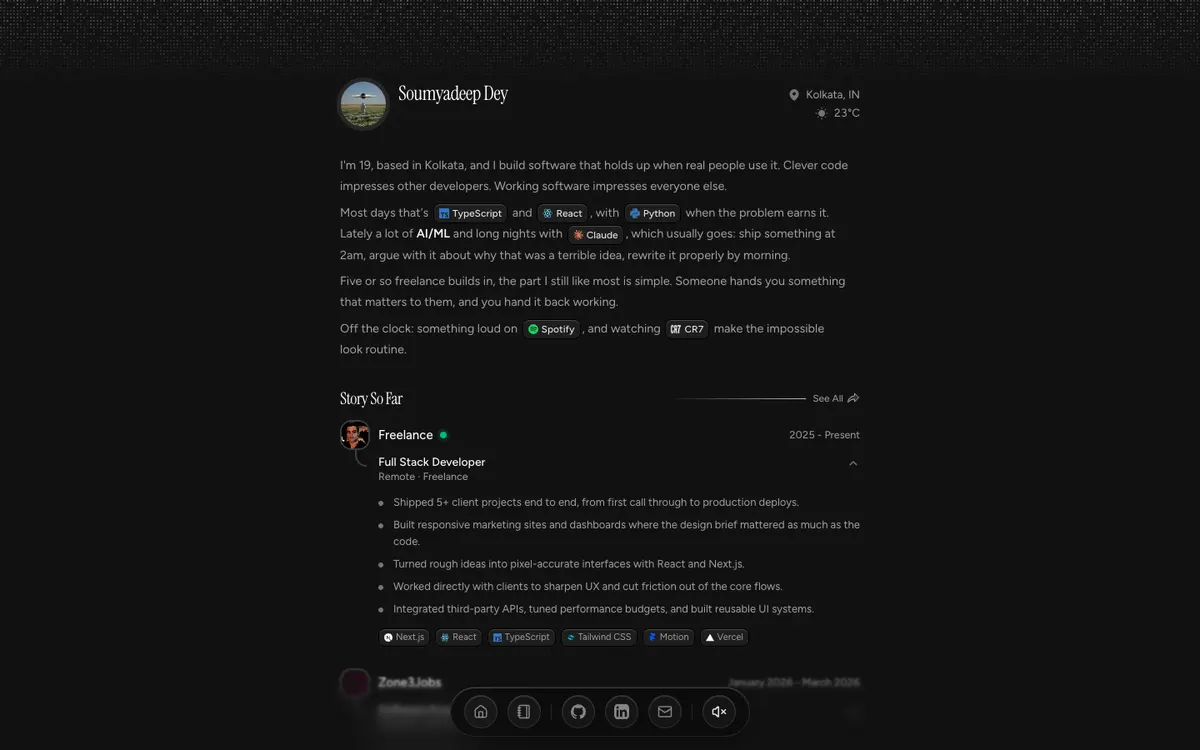 Soumyadeep Dey
Kolkata, IN
23°C
I'm 19, based in Kolkata, and I build software that holds up when real people use it. Clever code
impresses other developers. Working software impresses everyone else.
Most days that's TypeScript and React , with Python when the problem earns it.
Lately a lot of AI/ML and long nights with Claude , which usually goes: ship something at
2am, argue with it about why that was a terrible idea, rewrite it properly by morning.
Five or so freelance builds in, the part I still like most is simple. Someone hands you something
that matters to them, and you hand it back working.
Off the clock: something loud on Spotify , and watching CR7 make the impossible
look routine.
Story So Far
See All
Freelance
2025 - Present
Full Stack Developer
Remote · Freelance
Shipped 5+ client projects end to end, from first call through to production deploys.
Built responsive marketing sites and dashboards where the design brief mattered as much as the
code.
Turned rough ideas into pixel-accurate interfaces with React and Next.js.
Worked directly with clients to sharpen UX and cut friction out of the core flows.
Integrated third-party APIs, tuned performance budgets, and built reusable UI systems.
Next.js React TypeScript Tailwind CSS Motion Vercel
Zone3Jobs
January 2026 - March 2026